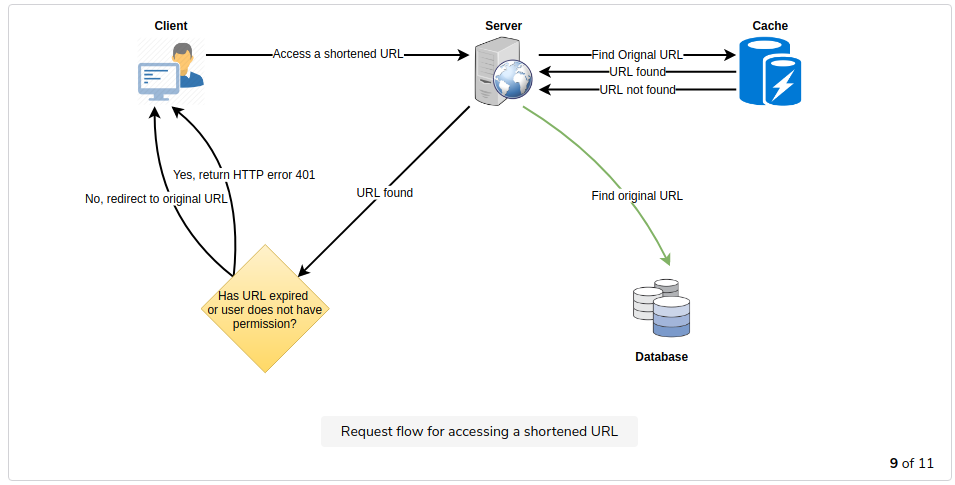 Client
Server
Cache
Access a shortened URL
Find Orignal URL
URL found
URL not found
Yes, return HTTP error 401
No, redirect to original URL
URL found
Find original URL
Has URL expired
or user does not have
permission?
Database
Request flow for accessing a shortened URL
9 of 11